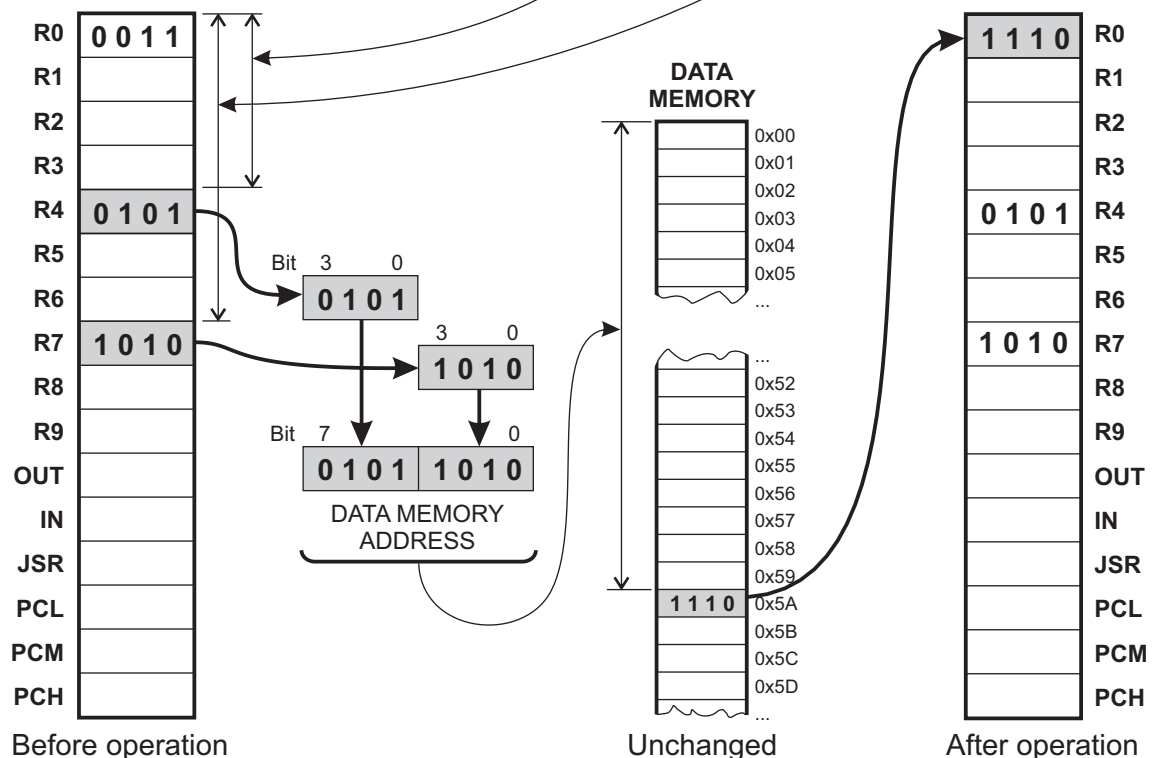 R0 0 0 1 1
R1
R2
R3
R4 0 1 0 1
R5
R6
R7 1 0 1 0
R8
R9
OUT
IN
JSR
PCL
PCM
PCH
Before operation
Bit 3 0
0 1 0 1
3 0
1 0 1 0
Bit 7 0
0 1 0 1 1 0 1 0
DATA MEMORY
ADDRESS
DATA
MEMORY
0x00
0x01
0x02
0x03
0x04
0x05
...
...
0x52
0x53
0x54
0x55
0x56
0x57
0x58
0x59
1 1 1 0 0x5A
0x5B
0x5C
0x5D
...
Unchanged
1 1 1 0 R0
R1
R2
R3
0 1 0 1 R4
R5
R6
1 0 1 0 R7
R8
R9
OUT
IN
JSR
PCL
PCM
PCH
After operation